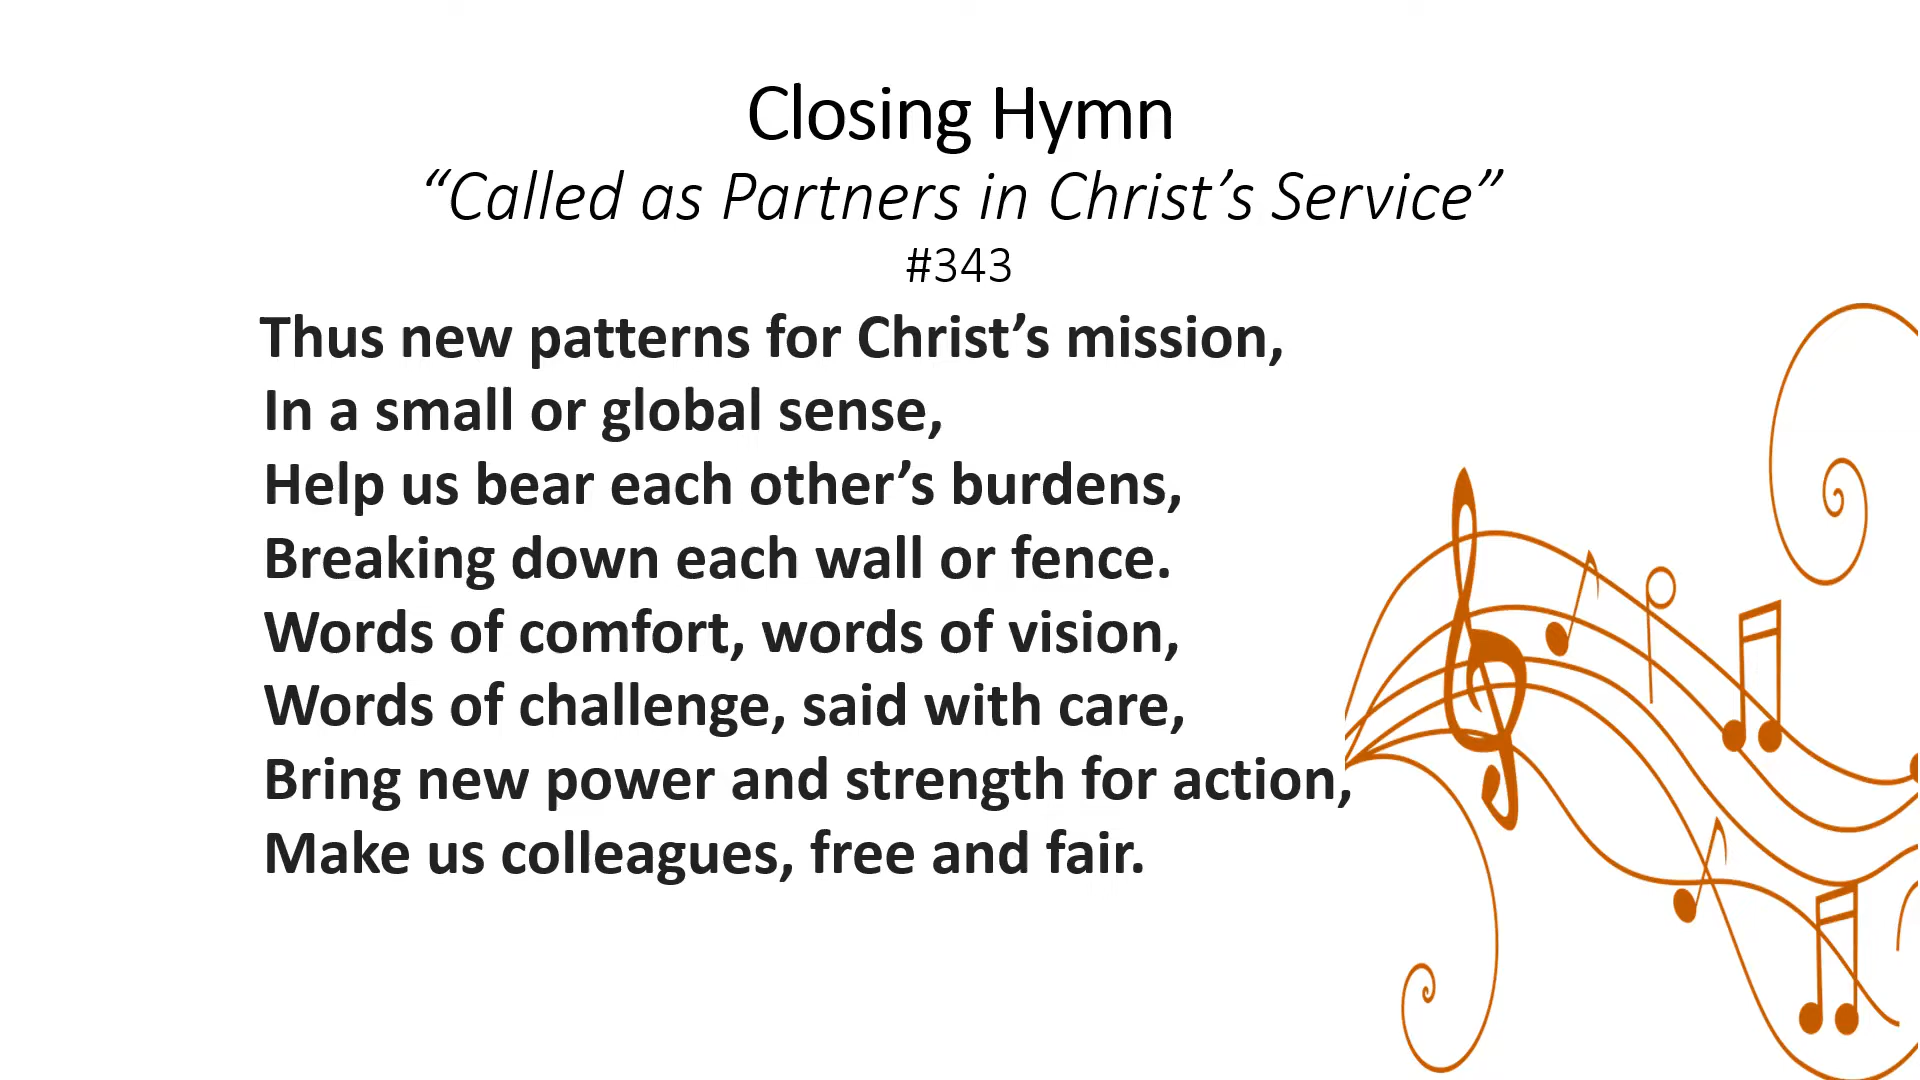 Closing Hymn
“Called as Partners in Christ’s Service”
#343
Thus new patterns for Christ’s mission,
In a small or global sense,
Help us bear each other’s burdens,
Breaking down each wall or fence.
Words of comfort, words of vision,
Words of challenge, said with care,
Bring new power and strength for action,
Make us colleagues, free and fair.